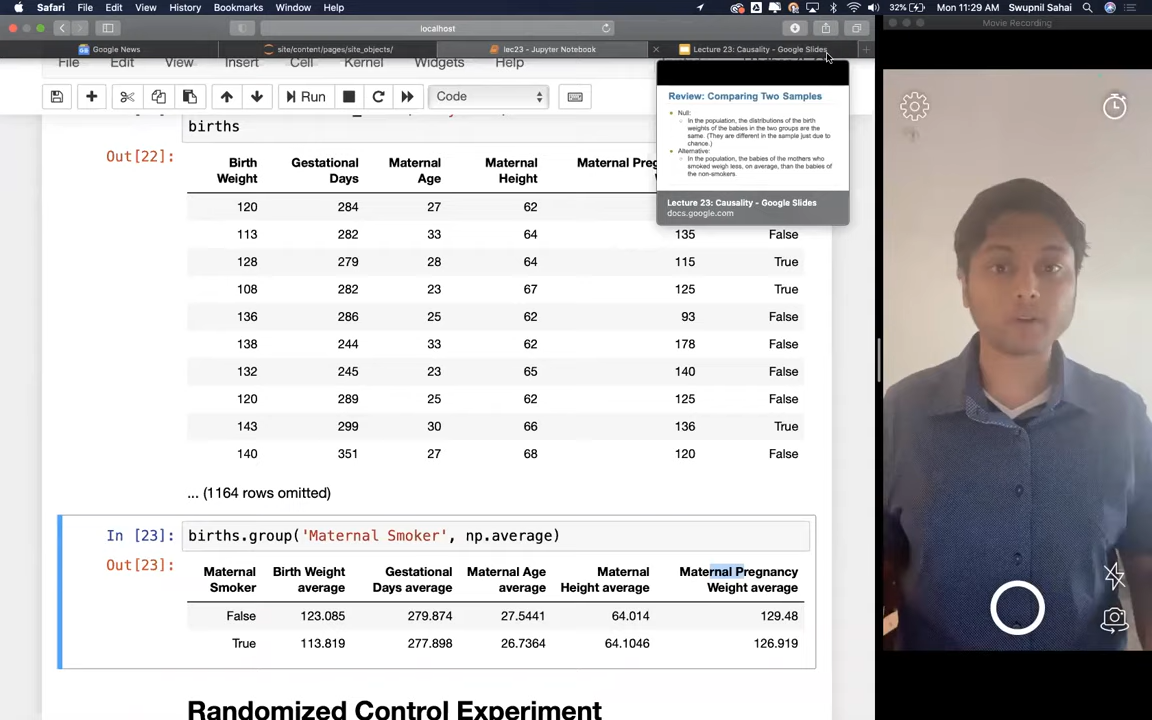 Safari File Edit View History Bookmarks Window Help 32% Mon 11:29 AM Swupnil Sahai
localhost
Movie Recording
Google News site/content/pages/site_objects/ lec23 - Jupyter Notebook Lecture 23: Causality - Google Slides
File Edit View Insert Cell Kernel Widgets Help
Run Code
births
Review: Comparing Two Samples
Null:
In the population, the distributions of the birth
weights of the babies in the two groups are the
same. (They are different in the sample just due to
chance.)
Alternative:
In the population, the babies of the mothers who
smoked weigh less, on average, than the babies of
the non-smokers.
Lecture 23: Causality - Google Slides
docs.google.com
Out[22]:
Birth Gestational Maternal Maternal Maternal Preg
Weight Days Age Height
120 284 27 62
113 282 33 64 135 False
128 279 28 64 115 True
108 282 23 67 125 True
136 286 25 62 93 False
138 244 33 62 178 False
132 245 23 65 140 False
120 289 25 62 125 False
143 299 30 66 136 True
140 351 27 68 120 False
... (1164 rows omitted)
In [23]: births.group('Maternal Smoker', np.average)
Out[23]:
Maternal Birth Weight Gestational Maternal Age Maternal Maternal Pregnancy
Smoker average Days average average Height average Weight average
False 123.085 279.874 27.5441 64.014 129.48
True 113.819 277.898 26.7364 64.1046 126.919
Randomized Control Experiment